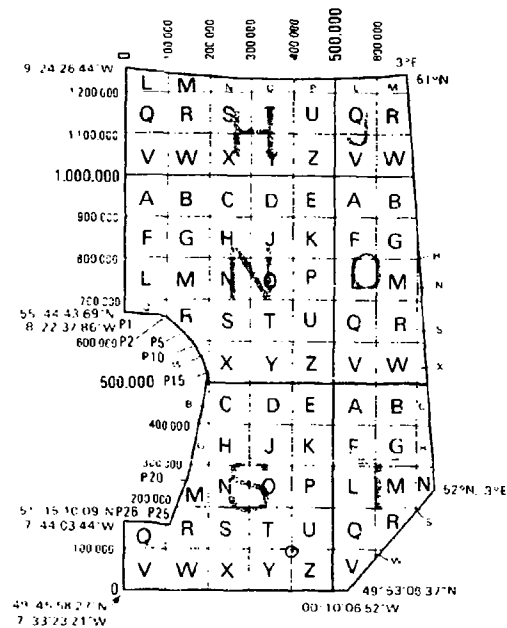 0 100 000 200 000 300 000 400 000 500.000 600 000
9 24 26 44"W 3°E
61°N
L M N O P L M
1 200 000
Q R S T U Q R
H J
1 100 000
V W X Y Z V W
1.000.000
A B C D E A B
900 000
F G H J K F G
800 000 H
N O
L M N O P L M N
700 000
55 44 43 69"N
8 22 37 86"W P1
R S T U Q R S
600 000 P2 P5
P10 W
X Y Z V W X
P15
500.000
B C D E A B C
400 000
G H J K F G H
300 000
P20
M N O P L M N 52°N, 3°E
200 000
51 15 10 09 N P26 P25
7 44 03 44"W
Q R S T U Q R S
100 000
V W X Y Z V W
0
49 45 58 27"N
7 33 23 21"W
49°53 06 37"N
00 10 06 52"W